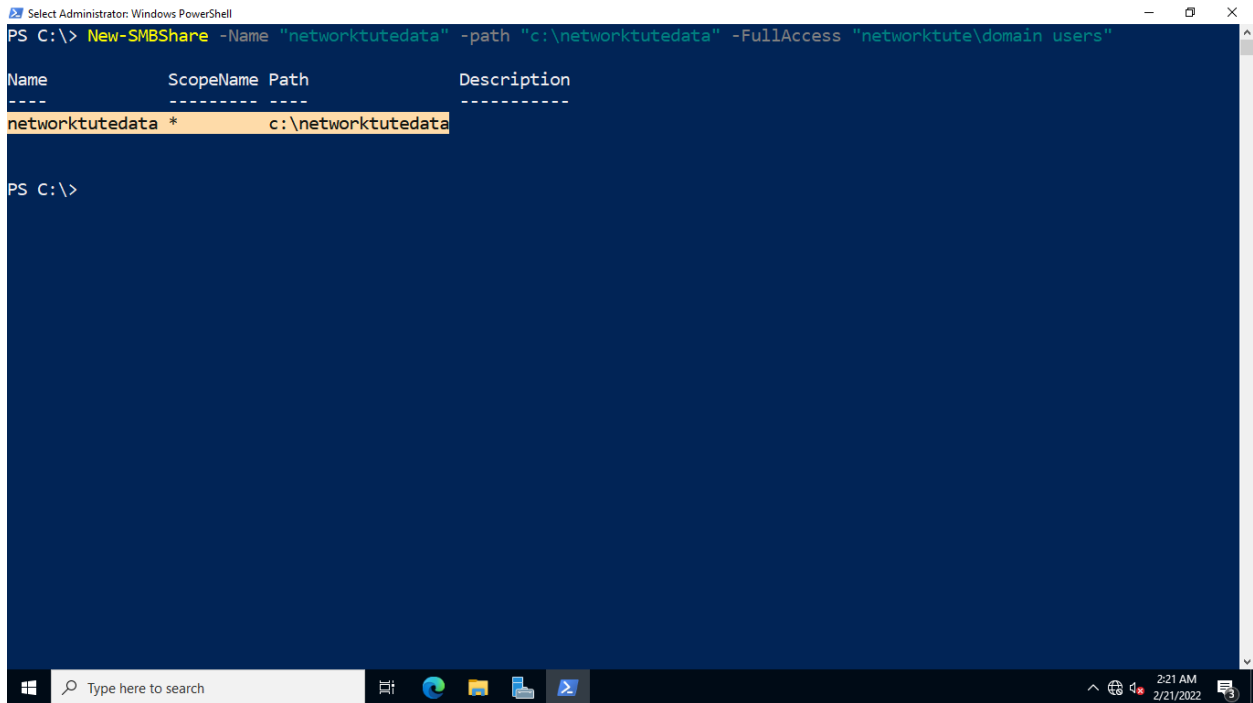 Select Administrator: Windows PowerShell
PS C:\> New-SMBShare -Name "networktutedata" -path "c:\networktutedata" -FullAccess "networktute\domain users"
Name ScopeName Path Description
---- --------- ---- -----------
networktutedata * c:\networktutedata
PS C:\>
Type here to search
2:21 AM
2/21/2022
3